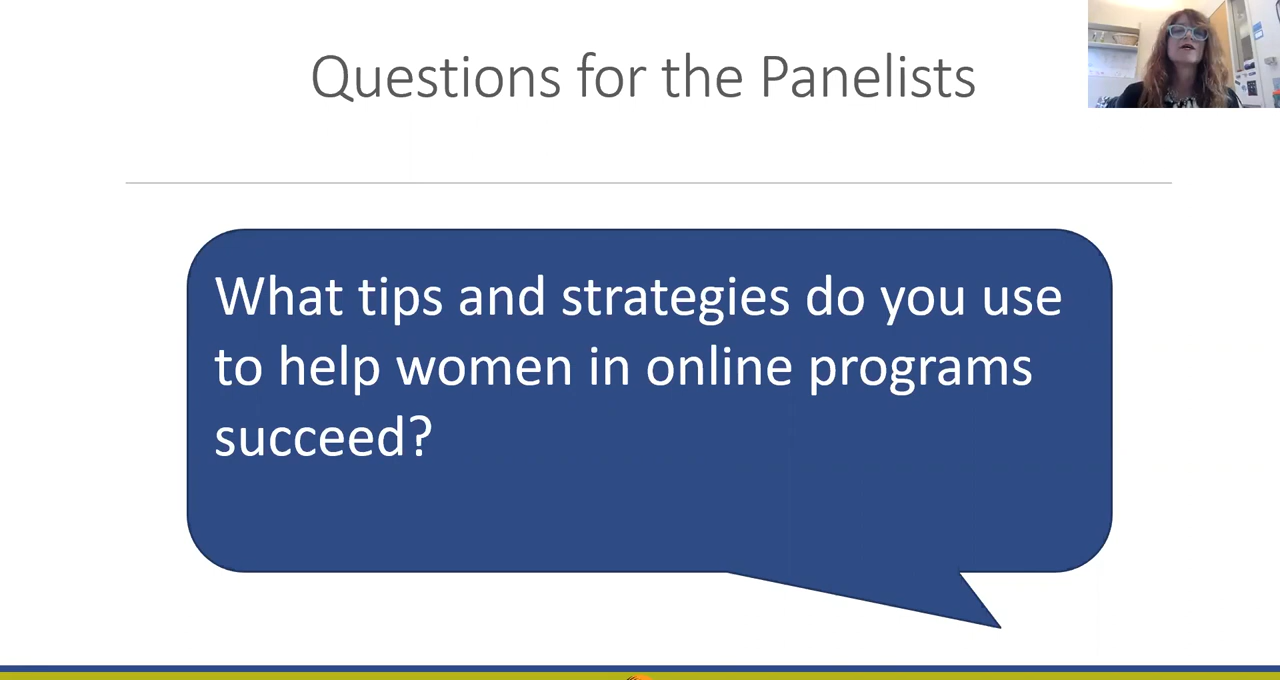 Questions for the Panelists
What tips and strategies do you use
to help women in online programs
succeed?